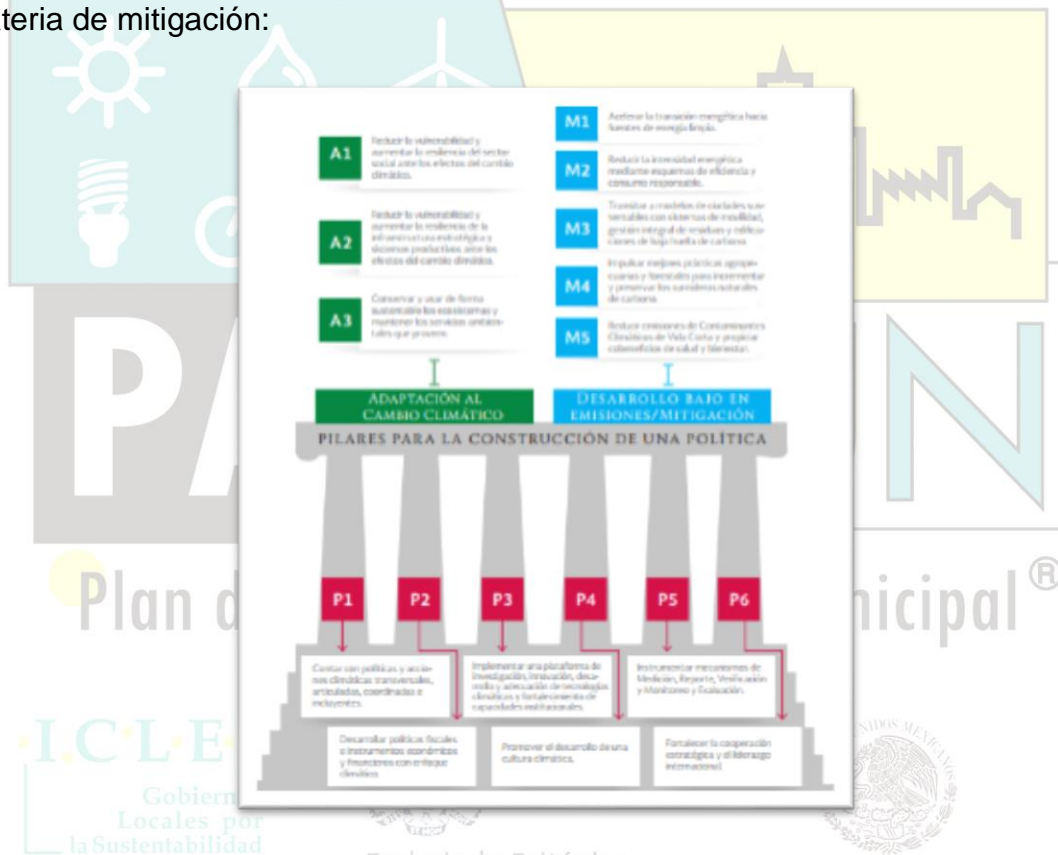 teria de mitigación:
A1
Reducir la vulnerabilidad y
aumentar la resiliencia del sector
social ante los efectos del cambio
climático.
A2
Reducir la vulnerabilidad y
aumentar la resiliencia de la
infraestructura estratégica y
sistemas productivos ante los
efectos del cambio climático.
A3
Conservar y usar de forma
sustentable los ecosistemas y
mantener los servicios ambien-
tales que proveen.
M1
Acelerar la transición energética hacia
fuentes de energía limpia.
M2
Reducir la intensidad energética
mediante esquemas de eficiencia y
consumo responsable.
M3
Transitar a modelos de ciudades sus-
tentables con sistemas de movilidad,
gestión integral de residuos y edifica-
ciones de baja huella de carbono.
M4
Impulsar mejores prácticas agrope-
cuarias y forestales para incrementar
y preservar los sumideros naturales
de carbono.
M5
Reducir emisiones de Contaminantes
Climáticos de Vida Corta y propiciar
cobeneficios de salud y bienestar.
ADAPTACIÓN AL
CAMBIO CLIMÁTICO
DESARROLLO BAJO EN
EMISIONES/MITIGACIÓN
PILARES PARA LA CONSTRUCCIÓN DE UNA POLÍTICA
P1 P2 P3 P4 P5 P6
Contar con políticas y accio-
nes climáticas transversales,
articuladas, coordinadas e
incluyentes.
Implementar una plataforma de
investigación, innovación, desa-
rrollo y adecuación de tecnologías
climáticas y fortalecimiento de
capacidades institucionales.
Instrumentar mecanismos de
Medición, Reporte, Verificación
y Monitoreo y Evaluación.
Desarrollar políticas fiscales
e instrumentos económicos
y financieros con enfoque
climático.
Promover el desarrollo de una
cultura climática.
Fortalecer la cooperación
estratégica y el liderazgo
internacional.
PA N
Plan d nicipal ®
I.C.L.E
Gobiern
Locales por
la Sustentabilidad